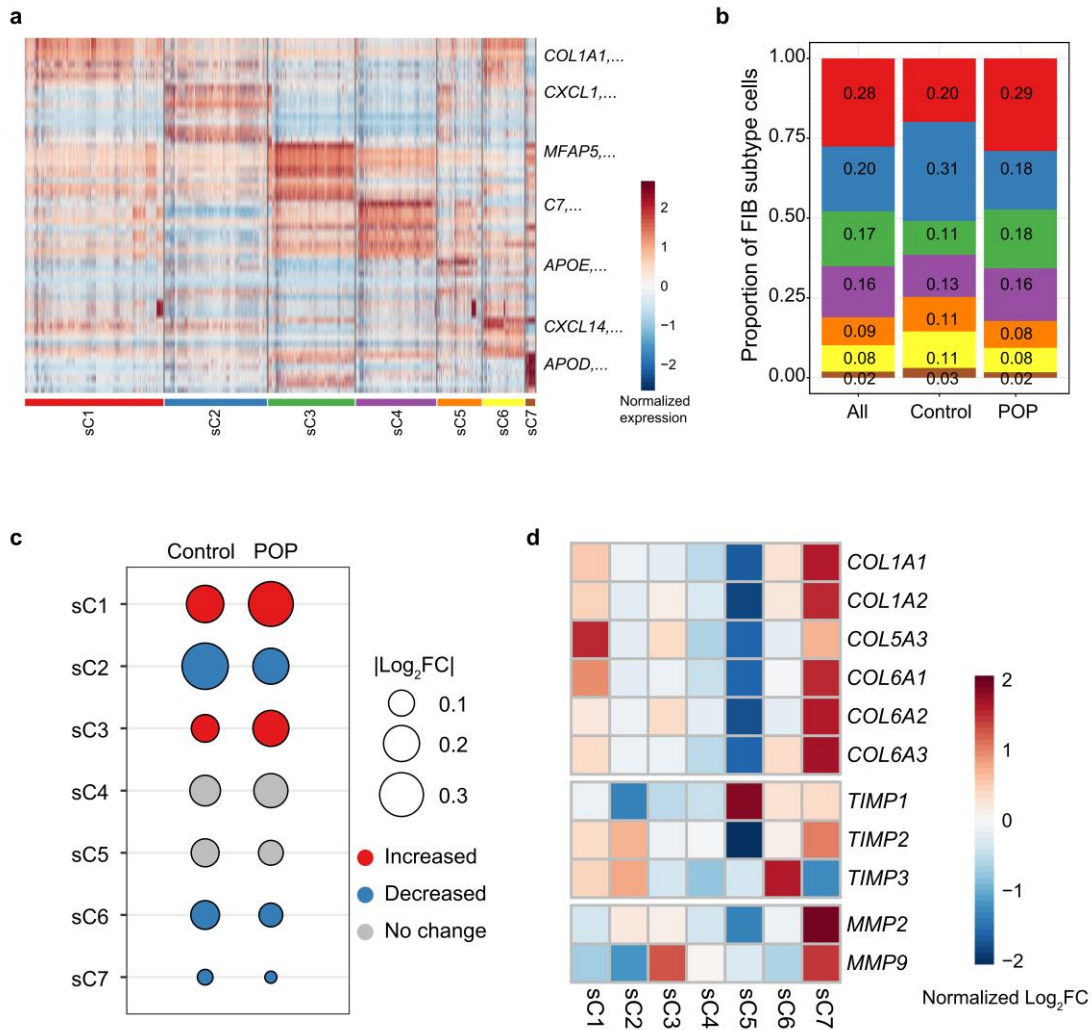 a
COL1A1,...
CXCL1,...
MFAP5,...
C7,...
APOE,...
CXCL14,...
APOD,...
2
1
0
−1
−2
Normalized
expression
sC1
sC2
sC3
sC4
sC5
sC6
sC7
b
Proportion of FIB subtype cells
1.00
0.75
0.50
0.25
0.00
0.28
0.20
0.17
0.16
0.09
0.08
0.02
0.20
0.31
0.11
0.13
0.11
0.11
0.03
0.29
0.18
0.18
0.16
0.08
0.08
0.02
All
Control
POP
c
Control POP
sC1
sC2
sC3
sC4
sC5
sC6
sC7
|Log₂FC|
0.1
0.2
0.3
Increased
Decreased
No change
d
COL1A1
COL1A2
COL5A3
COL6A1
COL6A2
COL6A3
TIMP1
TIMP2
TIMP3
MMP2
MMP9
sC1
sC2
sC3
sC4
sC5
sC6
sC7
2
1
0
−1
−2
Normalized Log₂FC